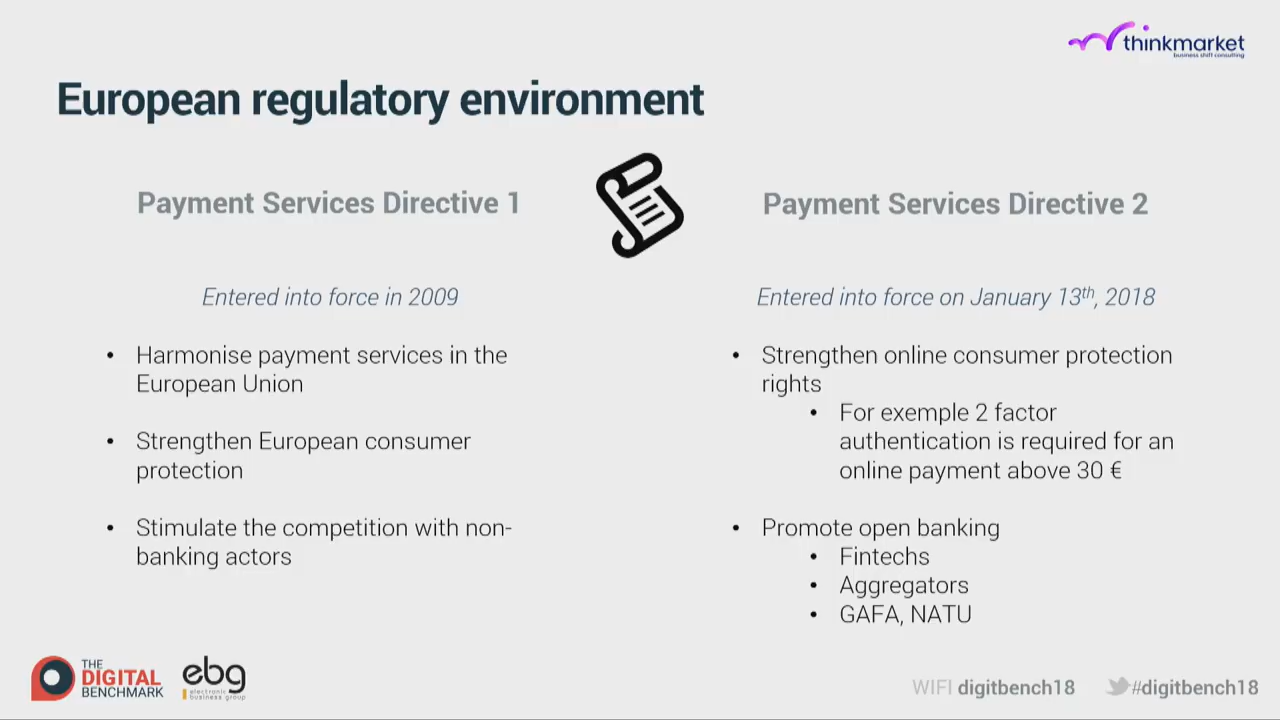 thinkmarket
business shift consulting
European regulatory environment
Payment Services Directive 1
Entered into force in 2009
• Harmonise payment services in the
European Union
• Strengthen European consumer
protection
• Stimulate the competition with non-
banking actors
Payment Services Directive 2
Entered into force on January 13th, 2018
• Strengthen online consumer protection
rights
• For exemple 2 factor
authentication is required for an
online payment above 30 €
• Promote open banking
• Fintechs
• Aggregators
• GAFA, NATU
THE
DIGITAL
BENCHMARK
ebg
electronic
business group
WIFI digitbench18
#digitbench18